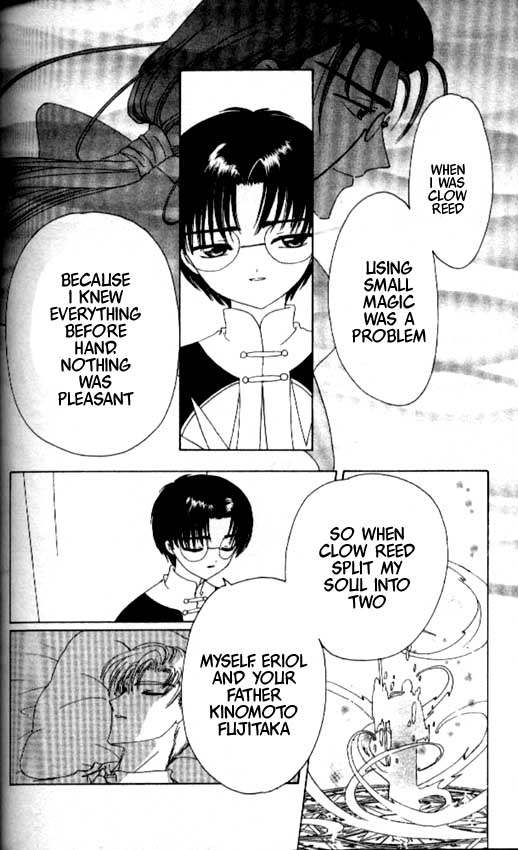 WHEN
I WAS
CLOW
REED
USING
SMALL
MAGIC
WAS A
PROBLEM
BECAUSE
I KNEW
EVERYTHING
BEFORE
HAND.
NOTHING
WAS
PLEASANT
SO WHEN
CLOW REED
SPLIT MY
SOUL INTO
TWO
MYSELF. ERIOL
AND YOUR
FATHER
KINOMOTO
FUJITAKA